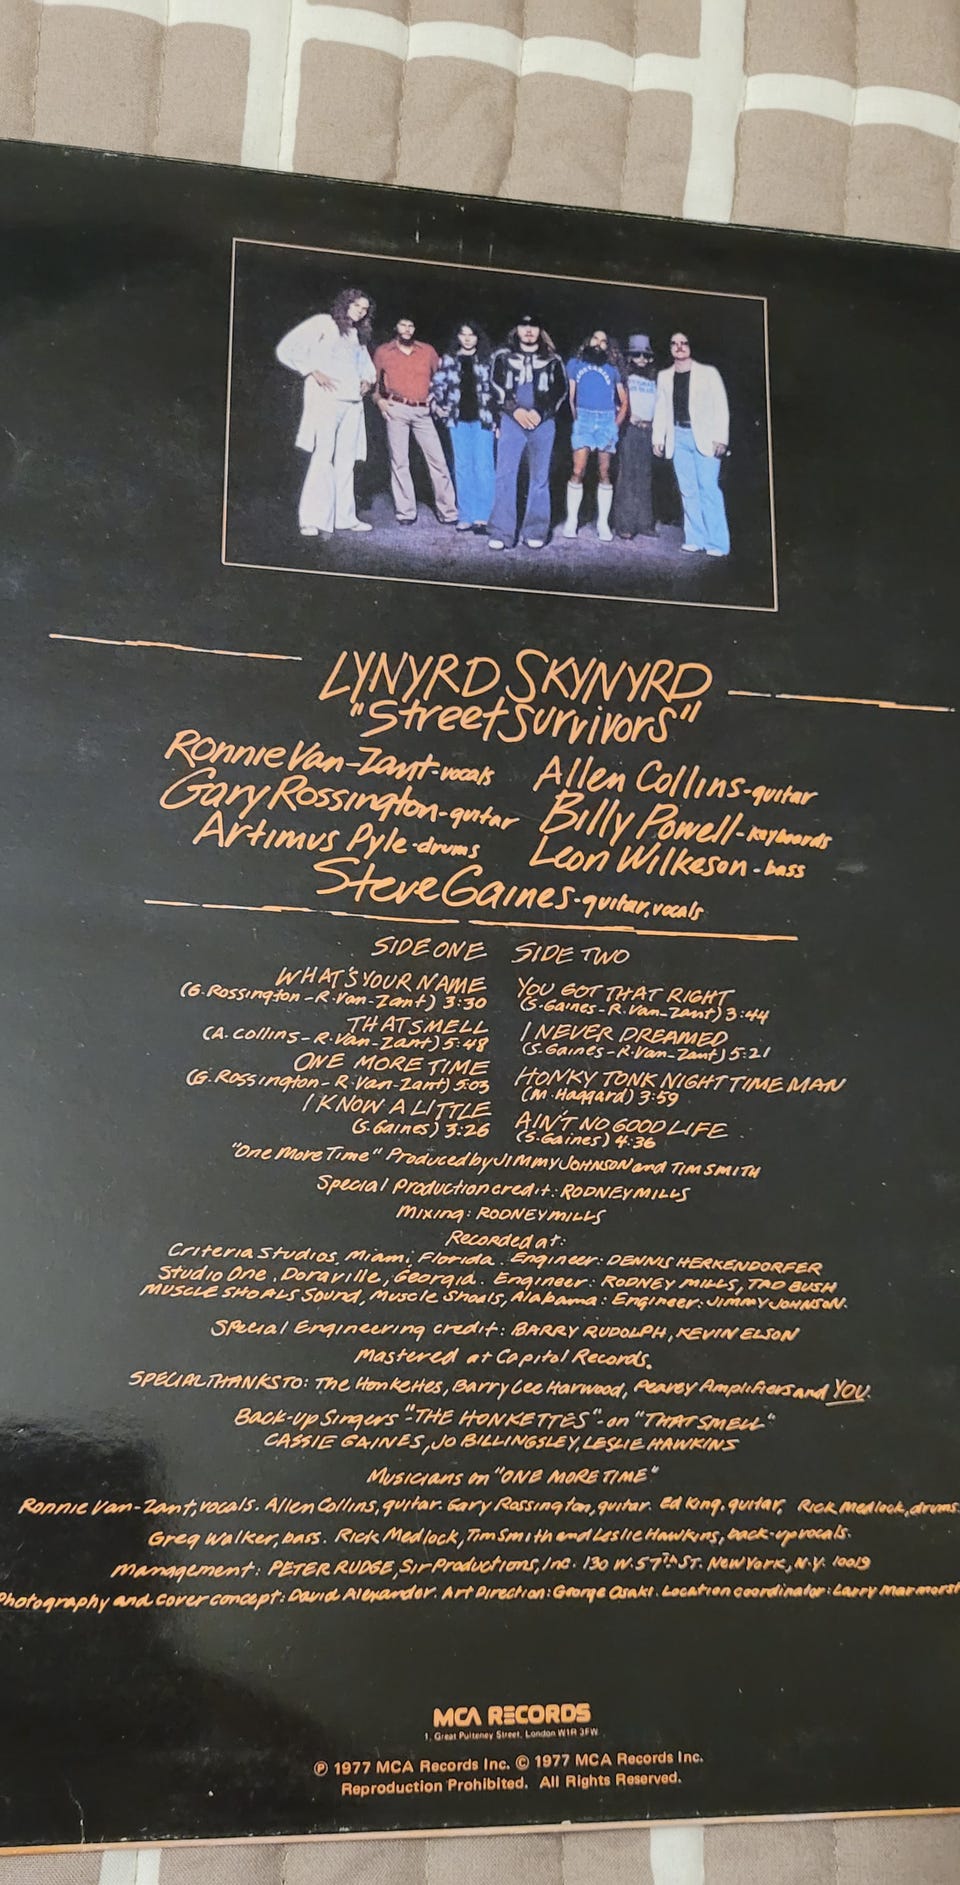 LYNYRD SKYNYRD
"Street Survivors"
Ronnie Van-Zant-vocals Allen Collins-guitar
Gary Rossington-guitar Billy Powell-keyboards
Artimus Pyle-drums Leon Wilkeson-bass
Steve Gaines-guitar, vocals
SIDE ONE SIDE TWO
WHAT'S YOUR NAME YOU GOT THAT RIGHT
(G. Rossington-R. Van-Zant) 3:30 (S. Gaines-R. Van-Zant) 3:44
THAT SMELL I NEVER DREAMED
(A. Collins-R. Van-Zant) 5:48 (S. Gaines-R. Van-Zant) 5:21
ONE MORE TIME HONKY TONK NIGHT TIME MAN
(G. Rossington-R. Van-Zant) 5:03 (M. Haggard) 3:59
I KNOW A LITTLE AIN'T NO GOOD LIFE
(S. Gaines) 3:26 (S. Gaines) 4:36
"One More Time" Produced by JIMMY JOHNSON and TIM SMITH
Special Production credit: RODNEY MILLS
Mixing: RODNEY MILLS
Recorded at:
Criteria Studios, Miami, Florida. Engineer: DENNIS HERKENDORFER
Studio One, Doraville, Georgia. Engineer: RODNEY MILLS, TAD BUSH
MUSCLE SHOALS Sound, Muscle Shoals, Alabama: Engineer: JIMMY JOHNSON.
Special Engineering credit: BARRY RUDOLPH, KEVIN ELSON
Mastered at Capitol Records.
SPECIAL THANKS TO: The Honkettes, Barry Lee Harwood, Peavey Amplifiers and YOU.
Back-up Singers "-THE HONKETTES"-on "THAT SMELL"
CASSIE GAINES, JO BILLINGSLEY, LESLIE HAWKINS
Musicians on "ONE MORE TIME"
Ronnie Van-Zant, vocals. Allen Collins, guitar. Gary Rossington, guitar. Ed King, guitar, Rick Medlock, drums.
Greg Walker, bass. Rick Medlock, Tim Smith and Leslie Hawkins, back-up vocals.
Management: PETER RUDGE, Sir Productions, Inc. 130 W. 57TH ST. New York, N.Y. 10019
Photography and cover concept: David Alexander. Art Direction: George Osaki. Location coordinator: Larry Marmorst
MCA RECORDS
1, Great Pulteney Street, London W1R 3FW
℗ 1977 MCA Records Inc. © 1977 MCA Records Inc.
Reproduction Prohibited. All Rights Reserved.